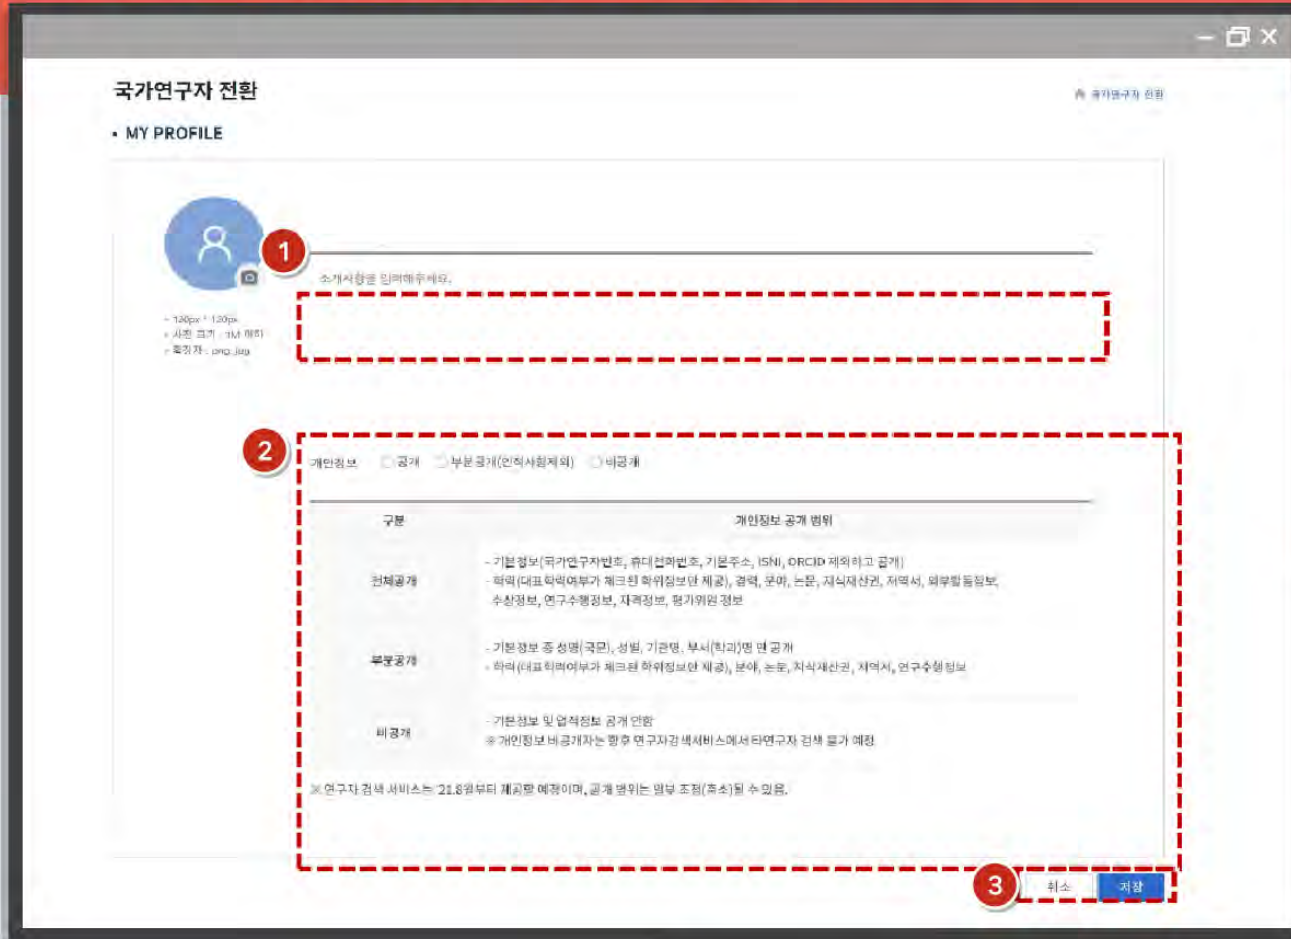 국가연구자 전환
국가연구자 전환
• MY PROFILE
1
소개사항을 입력해주세요.
- 120px * 120px
- 사진 크기 : 1M 이하
- 확장자 : png, jpg
2
개인정보 공개 부분공개(인적사항제외) 비공개
구분 개인정보 공개 범위
전체공개
- 기본정보(국가연구자번호, 휴대전화번호, 기본주소, ISNI, ORCID 제외하고 공개)
- 학력(대표학력여부가 체크된 학위정보만 제공), 경력, 분야, 논문, 지식재산권, 저역서, 외부활동정보,
수상정보, 연구수행정보, 자격정보, 평가위원 정보
부분공개
- 기본정보 중 성명(국문), 성별, 기관명, 부서(학과)명 만 공개
- 학력(대표학력여부가 체크된 학위정보만 제공), 분야, 논문, 지식재산권, 저역서, 연구수행정보
비공개
- 기본정보 및 업적정보 공개 안함
※ 개인정보 비공개자는 향후 연구자검색서비스에서 타연구자 검색 불가 예정
※ 연구자 검색 서비스는 '21.8월부터 제공할 예정이며, 공개 범위는 일부 조정(축소)될 수 있음.
3
취소 저장